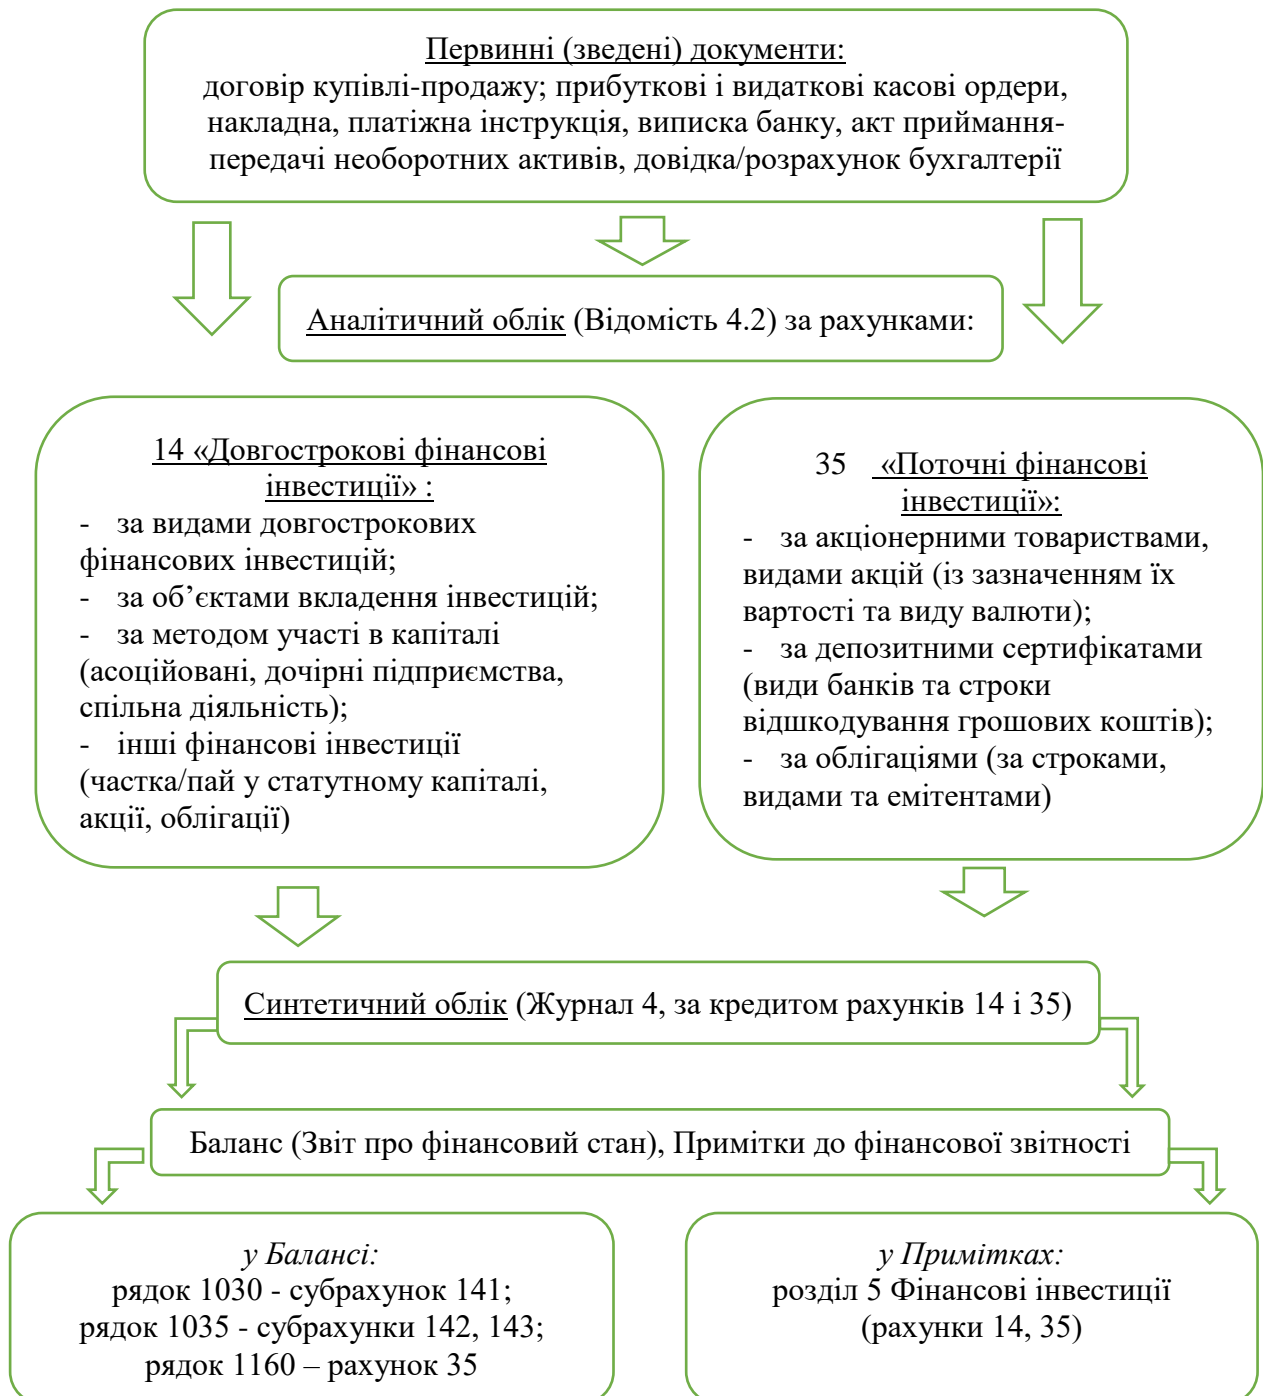 Первинні (зведені) документи:
договір купівлі-продажу; прибуткові і видаткові касові ордери,
накладна, платіжна інструкція, виписка банку, акт приймання-
передачі необоротних активів, довідка/розрахунок бухгалтерії
Аналітичний облік (Відомість 4.2) за рахунками:
14 «Довгострокові фінансові
інвестиції» :
- за видами довгострокових
фінансових інвестицій;
- за об’єктами вкладення інвестицій;
- за методом участі в капіталі
(асоційовані, дочірні підприємства,
спільна діяльність);
- інші фінансові інвестиції
(частка/пай у статутному капіталі,
акції, облігації)
35 «Поточні фінансові
інвестиції»:
- за акціонерними товариствами,
видами акцій (із зазначенням їх
вартості та виду валюти);
- за депозитними сертифікатами
(види банків та строки
відшкодування грошових коштів);
- за облігаціями (за строками,
видами та емітентами)
Синтетичний облік (Журнал 4, за кредитом рахунків 14 і 35)
Баланс (Звіт про фінансовий стан), Примітки до фінансової звітності
у Балансі:
рядок 1030 - субрахунок 141;
рядок 1035 - субрахунки 142, 143;
рядок 1160 – рахунок 35
у Примітках:
розділ 5 Фінансові інвестиції
(рахунки 14, 35)